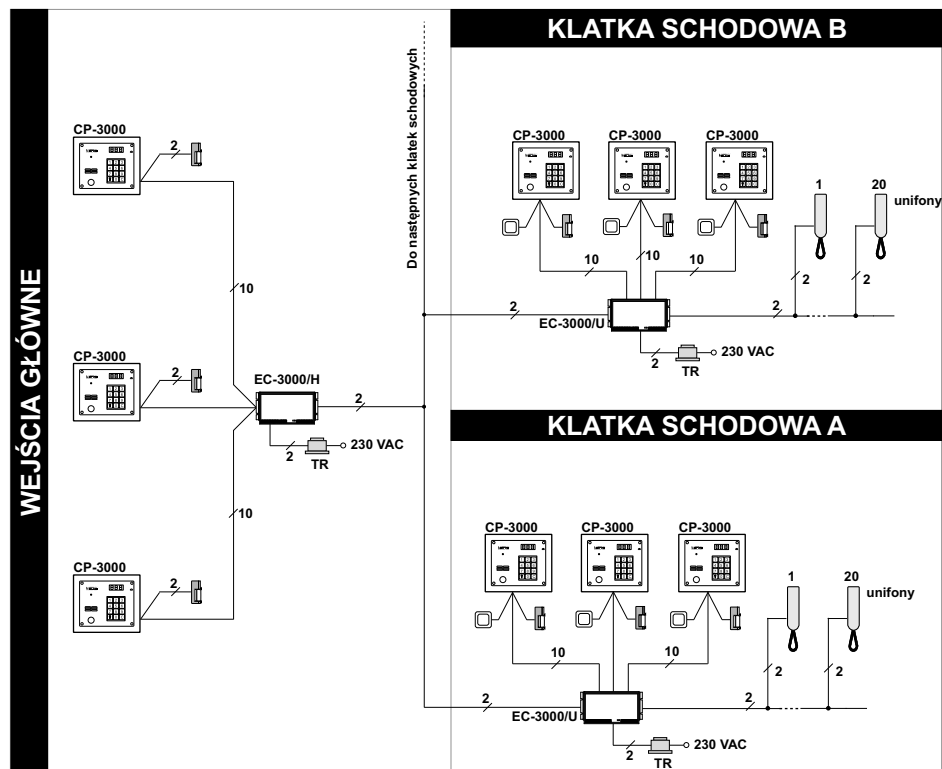 WEJŚCIA GŁÓWNE
CP-3000
2
10
CP-3000
2
EC-3000/H
2
2
TR
230 VAC
10
CP-3000
2
Do następnych klatek schodowych
KLATKA SCHODOWA B
CP-3000
CP-3000
CP-3000
1
20
unifony
10
10
10
2
2
2
EC-3000/U
2
2
TR
230 VAC
KLATKA SCHODOWA A
CP-3000
CP-3000
CP-3000
1
20
unifony
10
10
2
2
2
EC-3000/U
2
2
TR
230 VAC